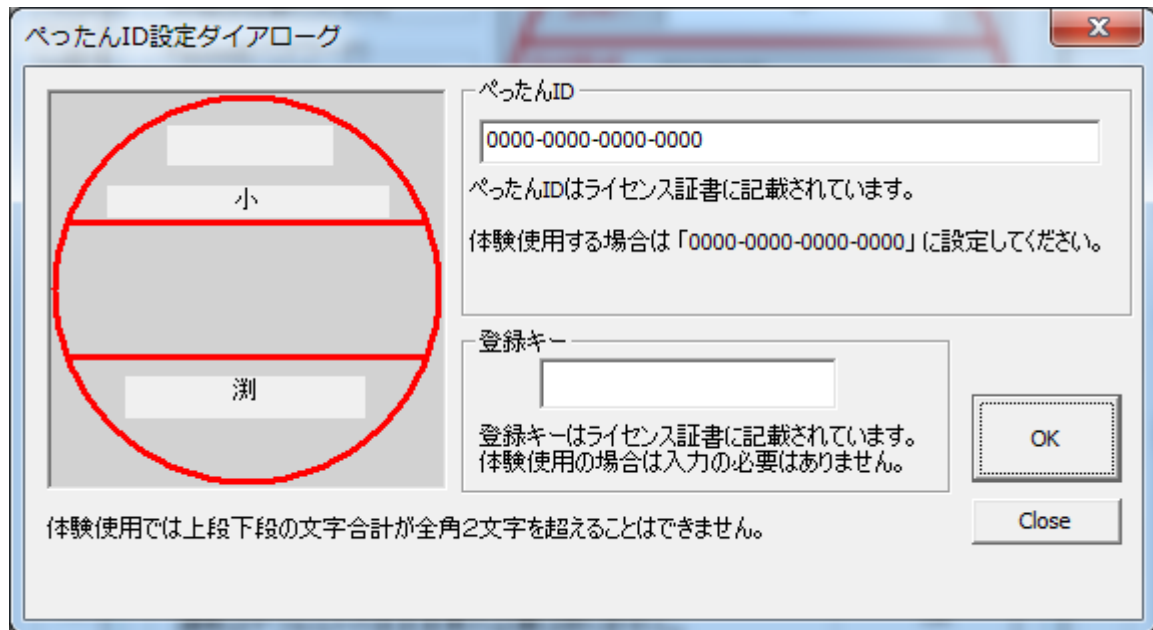 ぺったんID設定ダイアローグ
小
渕
ぺったんID
0000-0000-0000-0000
ぺったんIDはライセンス証書に記載されています。
体験使用する場合は「0000-0000-0000-0000」に設定してください。
登録キー
登録キーはライセンス証書に記載されています。
体験使用の場合は入力の必要はありません。
OK
Close
体験使用では上段下段の文字合計が全角2文字を超えることはできません。